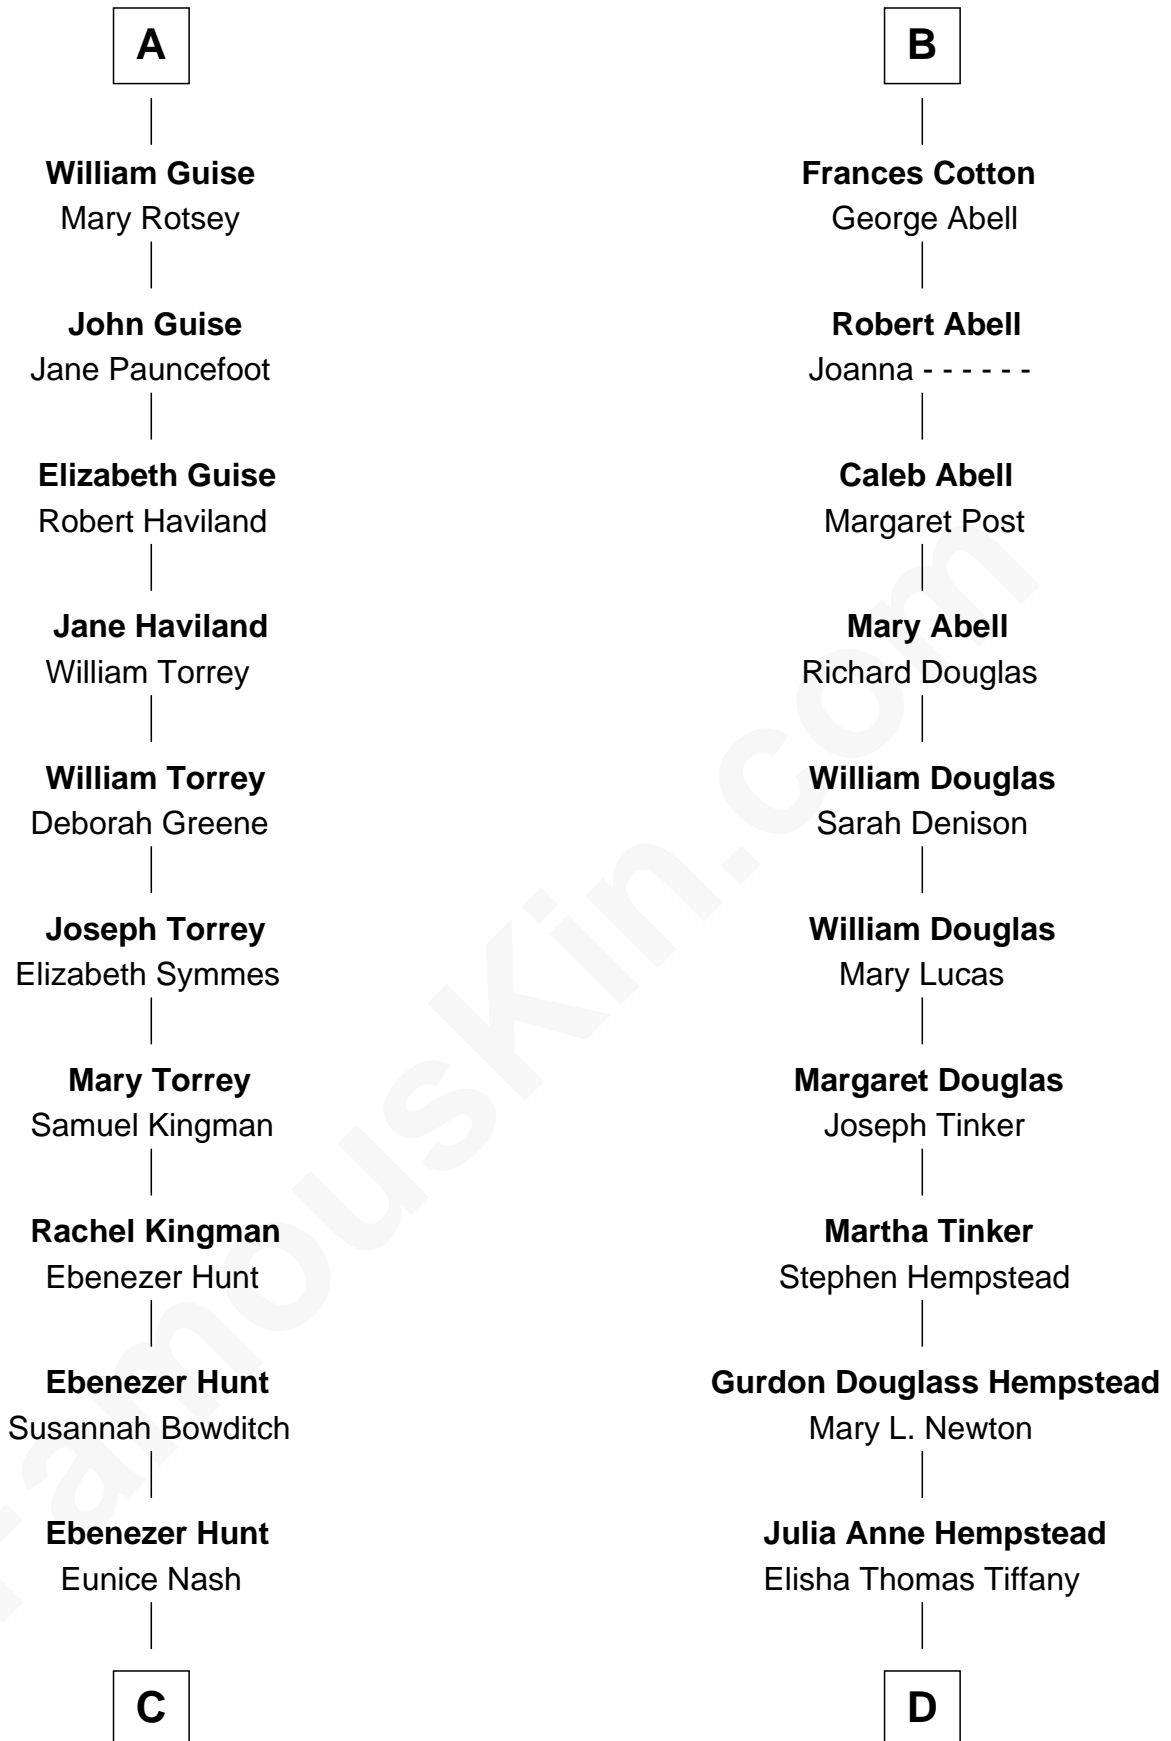 A
William Guise
Mary Rotsey
John Guise
Jane Pauncefoot
Elizabeth Guise
Robert Haviland
Jane Haviland
William Torrey
William Torrey
Deborah Greene
Joseph Torrey
Elizabeth Symmes
Mary Torrey
Samuel Kingman
Rachel Kingman
Ebenezer Hunt
Ebenezer Hunt
Susannah Bowditch
Ebenezer Hunt
Eunice Nash
C
B
Frances Cotton
George Abell
Robert Abell
Joanna - - - - - -
Caleb Abell
Margaret Post
Mary Abell
Richard Douglas
William Douglas
Sarah Denison
William Douglas
Mary Lucas
Margaret Douglas
Joseph Tinker
Martha Tinker
Stephen Hempstead
Gurdon Douglass Hempstead
Mary L. Newton
Julia Anne Hempstead
Elisha Thomas Tiffany
D
FamousKin.com